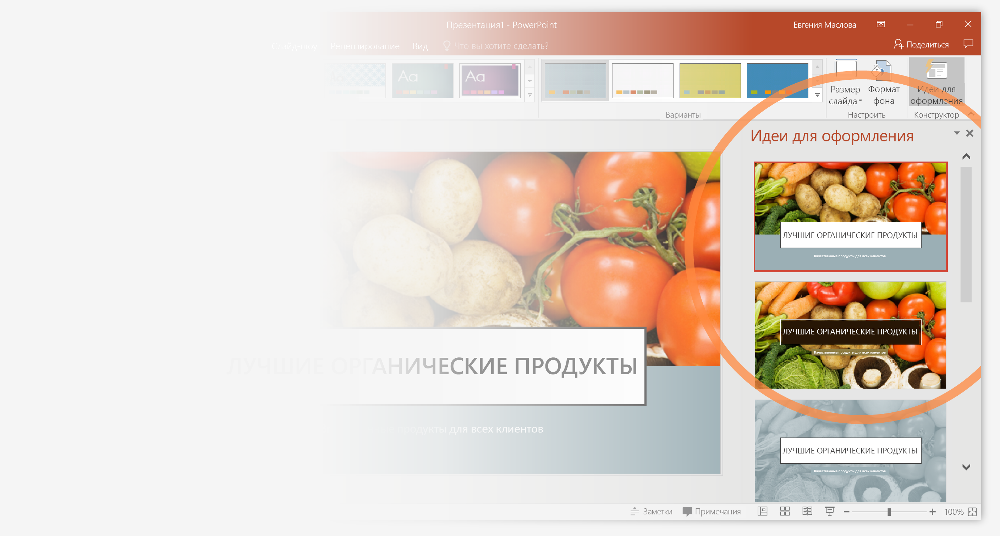 Презентация1 - PowerPoint
Евгения Маслова
Слайд-шоу
Рецензирование
Вид
Что вы хотите сделать?
Поделиться
Aa
Aa
Aa
Размер
слайда
Формат
фона
Идеи для
оформления
Варианты
Настроить
Конструктор
Идеи для оформления
ЛУЧШИЕ ОРГАНИЧЕСКИЕ ПРОДУКТЫ
Качественные продукты для всех клиентов
ЛУЧШИЕ ОРГАНИЧЕСКИЕ ПРОДУКТЫ
Качественные продукты для всех клиентов
ЛУЧШИЕ ОРГАНИЧЕСКИЕ ПРОДУКТЫ
Качественные продукты для всех клиентов
ЛУЧШИЕ ОРГАНИЧЕСКИЕ ПРОДУКТЫ
продукты для всех клиентов
Заметки
Примечания
100%